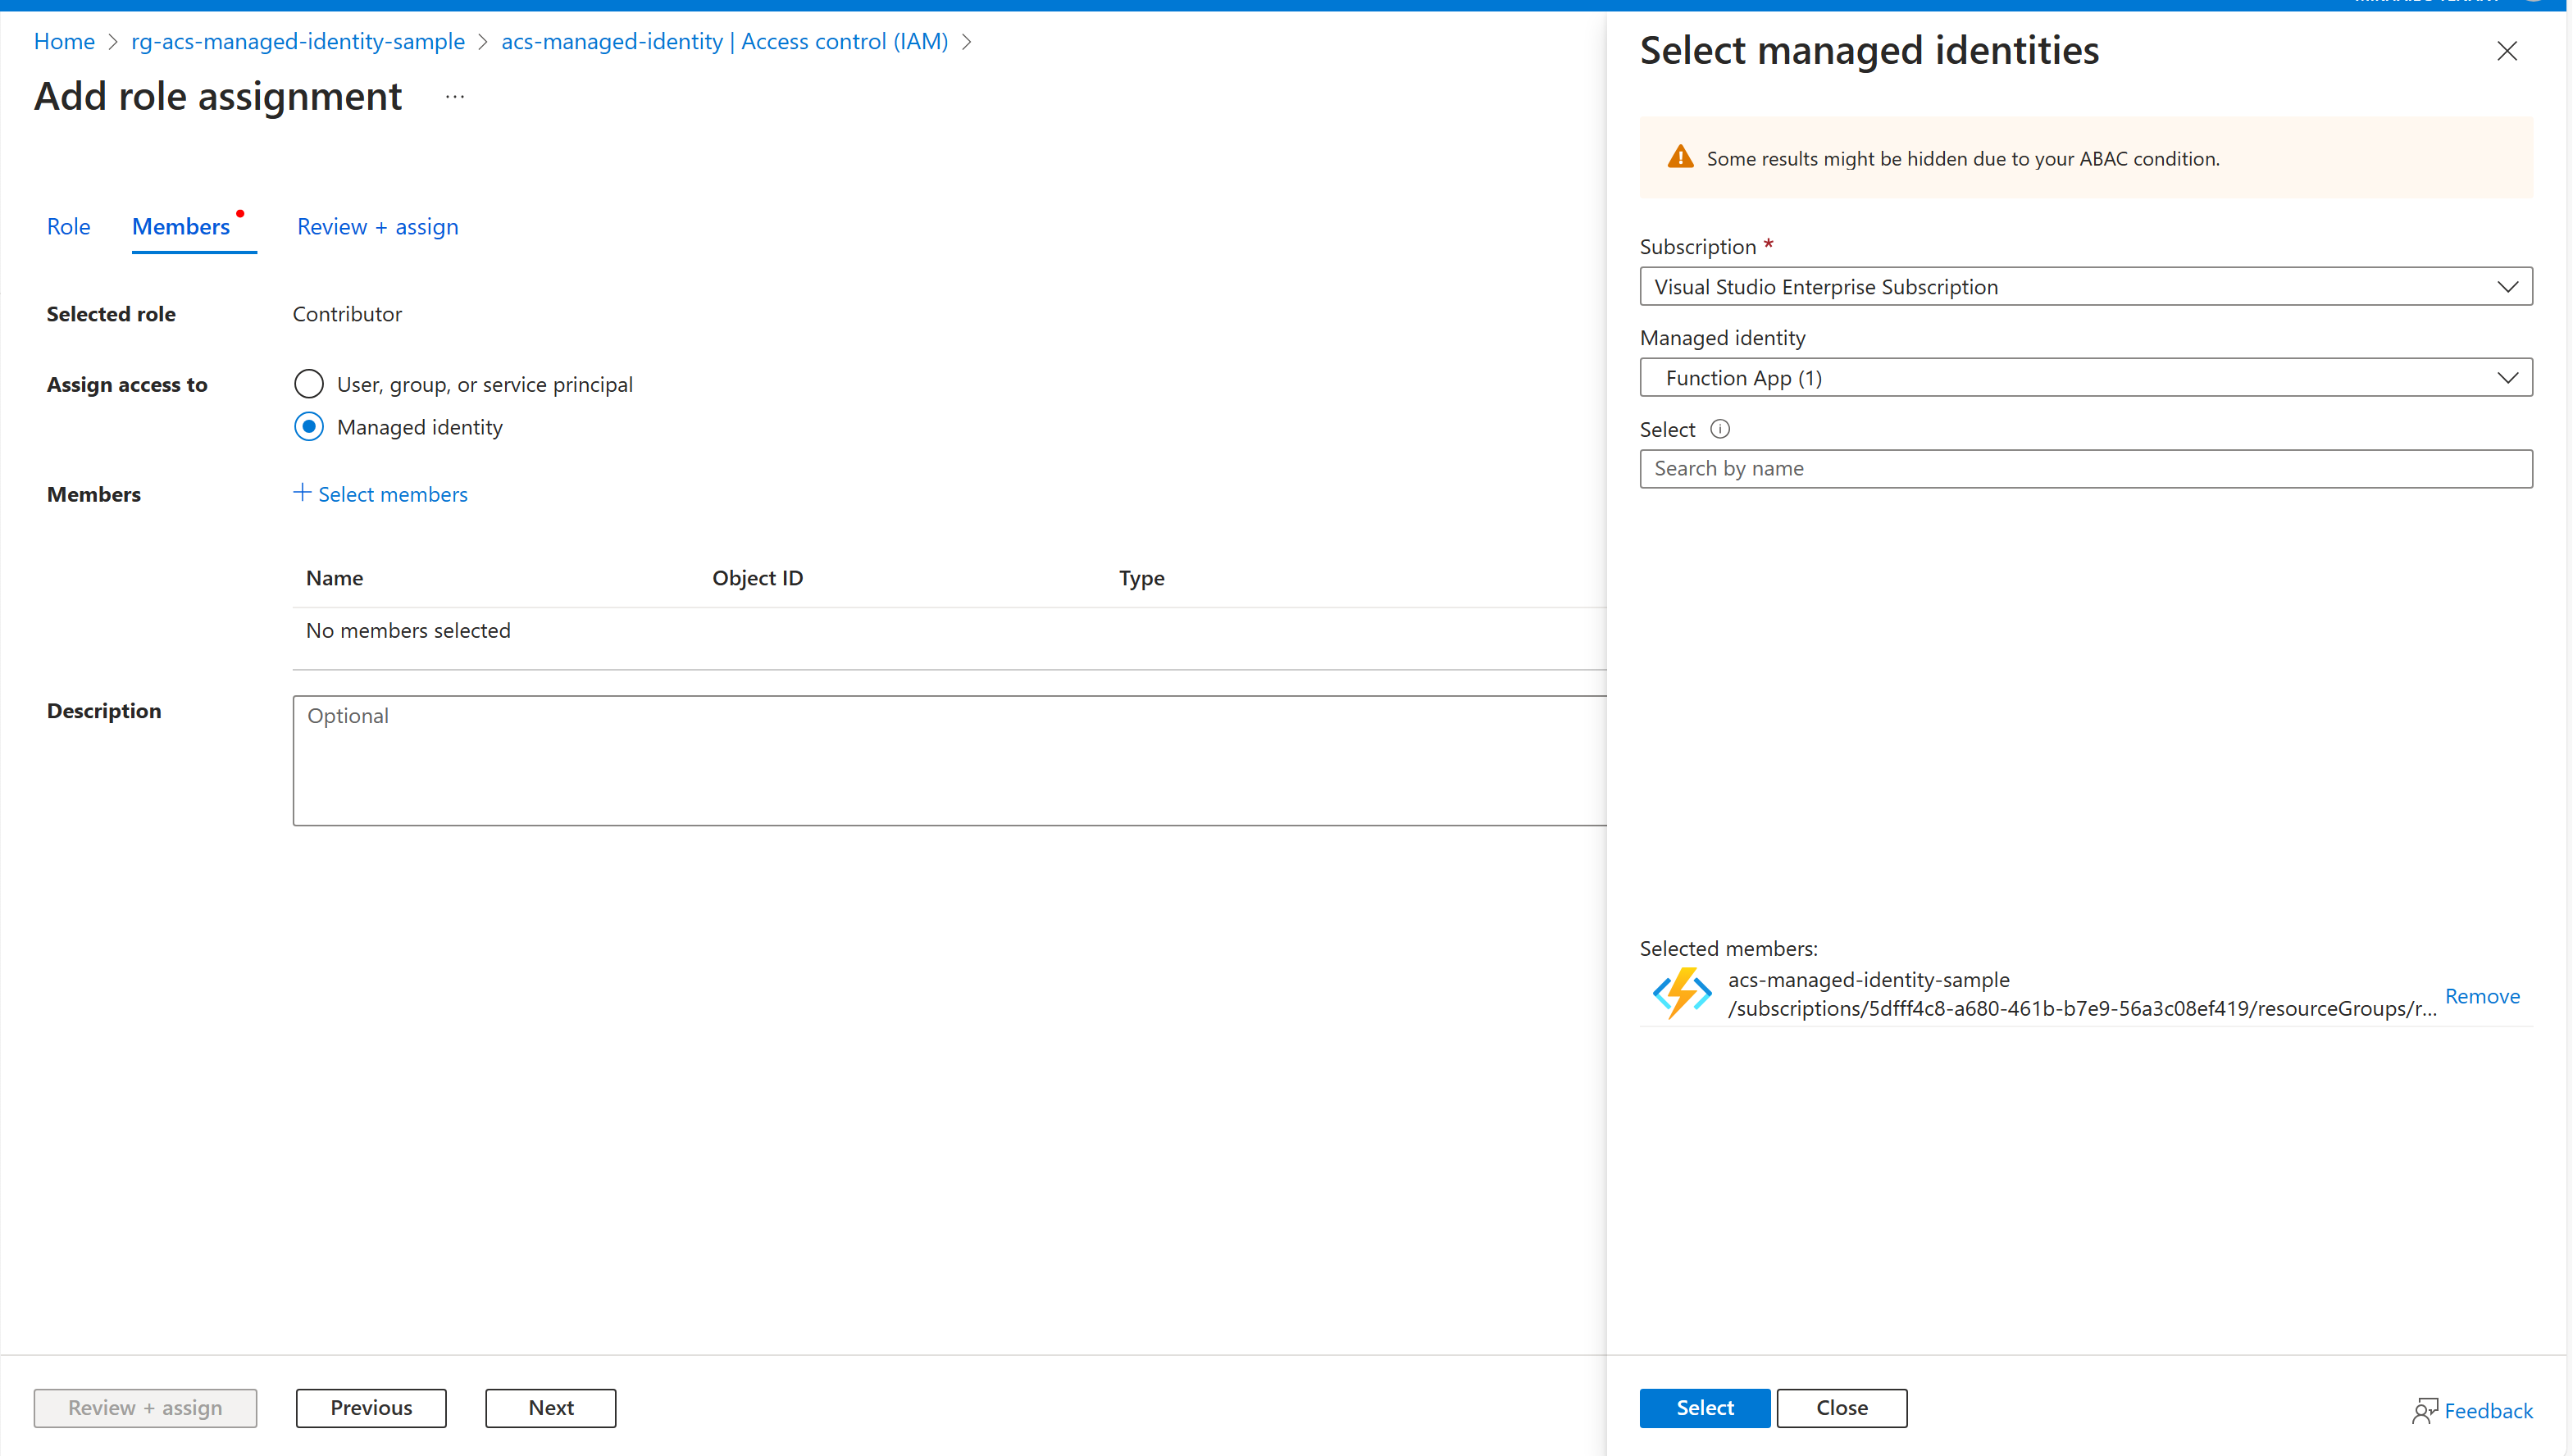 Home > rg-acs-managed-identity-sample > acs-managed-identity | Access control (IAM) >
Add role assignment ...
Role Members Review + assign
Selected role Contributor
Assign access to User, group, or service principal
Managed identity
Members + Select members
Name Object ID Type
No members selected
Description Optional
Review + assign Previous Next
Select managed identities
Some results might be hidden due to your ABAC condition.
Subscription *
Visual Studio Enterprise Subscription
Managed identity
Function App (1)
Select
Search by name
Selected members:
acs-managed-identity-sample
/subscriptions/5dfff4c8-a680-461b-b7e9-56a3c08ef419/resourceGroups/r...
Remove
Select Close Feedback